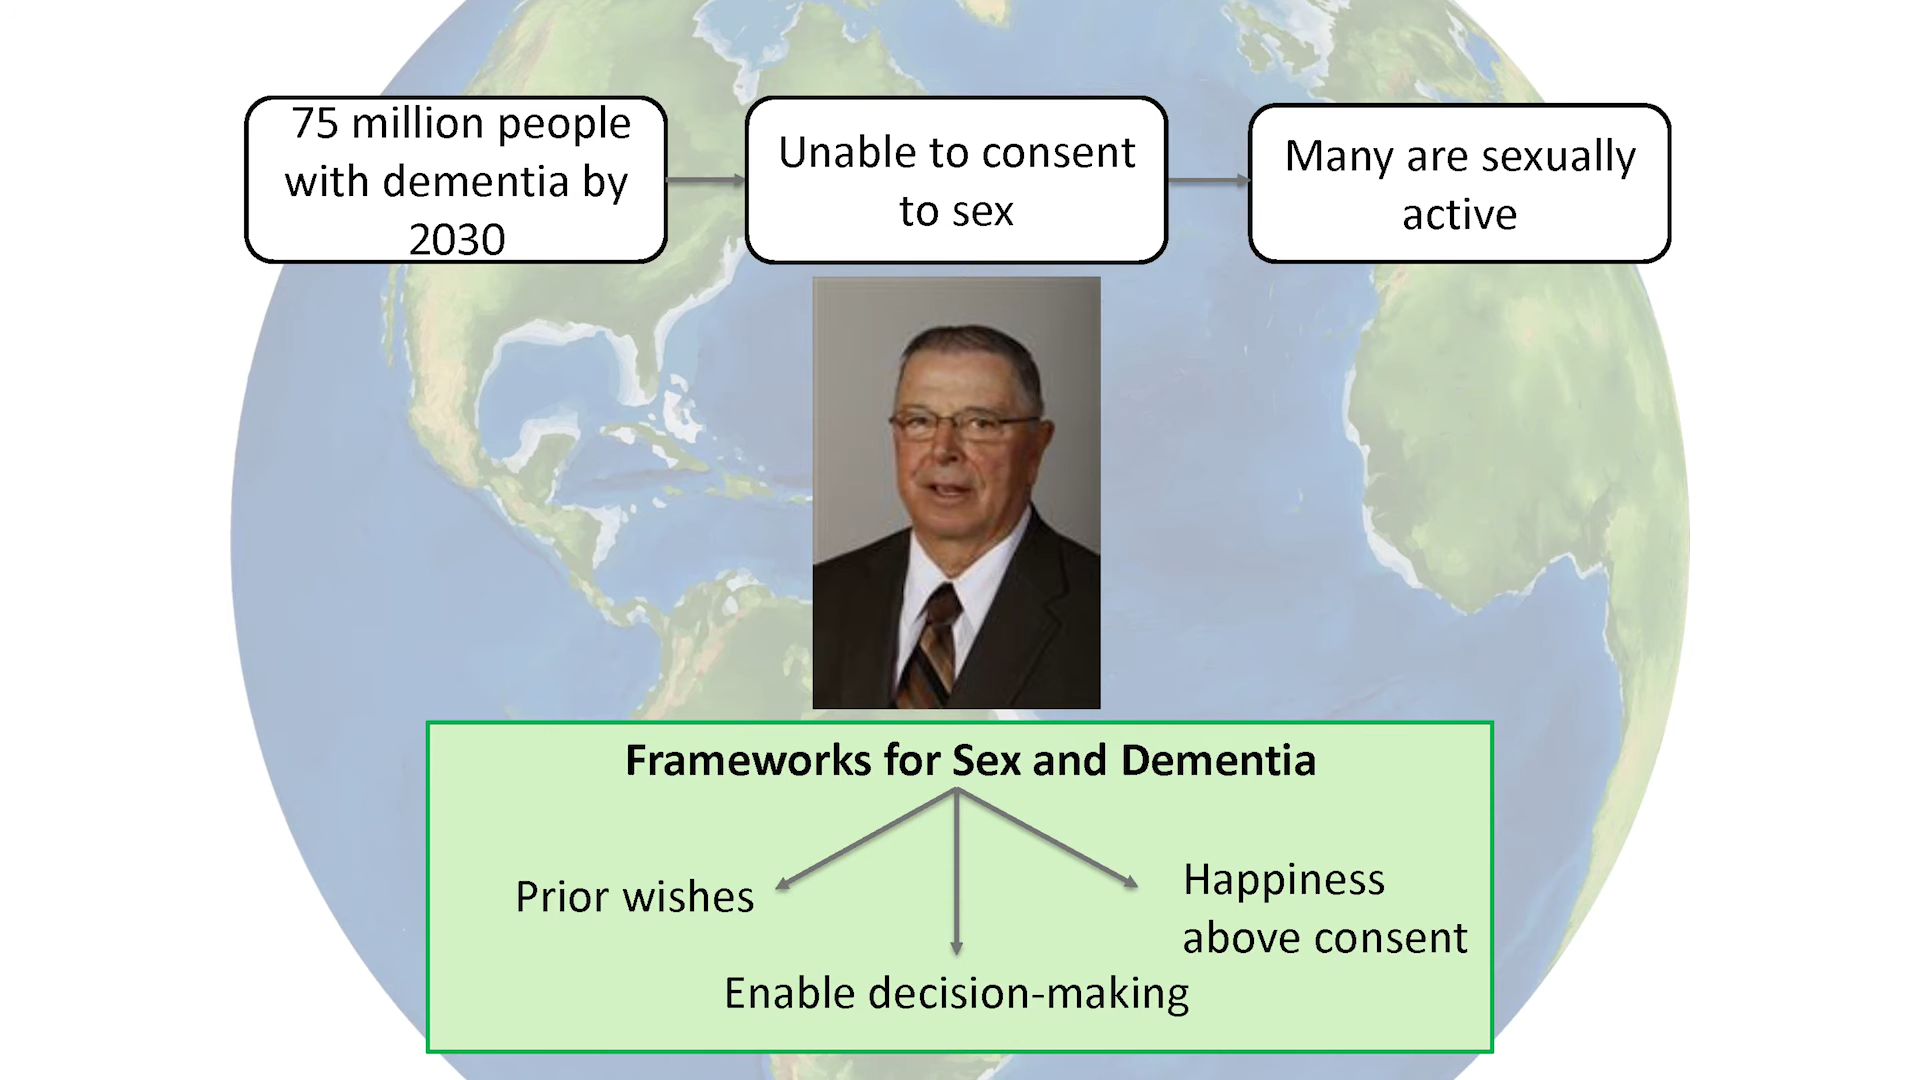 75 million people
with dementia by
2030
Unable to consent
to sex
Many are sexually
active
Frameworks for Sex and Dementia
Prior wishes
Happiness
above consent
Enable decision-making